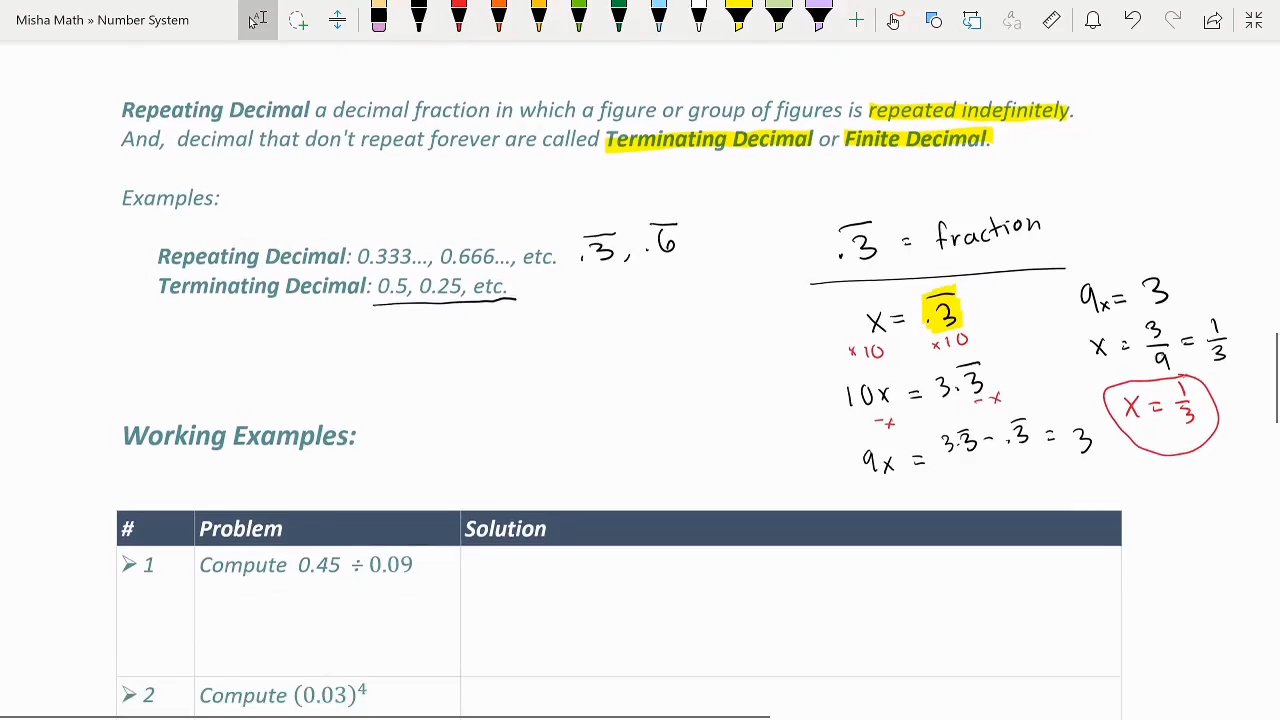 Misha Math » Number System
Repeating Decimal a decimal fraction in which a figure or group of figures is repeated indefinitely.
And, decimal that don't repeat forever are called Terminating Decimal or Finite Decimal.
Examples:
Repeating Decimal: 0.333..., 0.666..., etc. .3̅ , .6̅
Terminating Decimal: 0.5, 0.25, etc.
.3̅ = fraction
x = .3̅
×10 ×10
10x = 3.3̅
-x -x
9x = 3.3̅ - .3̅ = 3
9x = 3
x = 3/9 = 1/3
x = 1/3
Working Examples:
# Problem Solution
➢ 1 Compute 0.45 ÷ 0.09
➢ 2 Compute (0.03)⁴